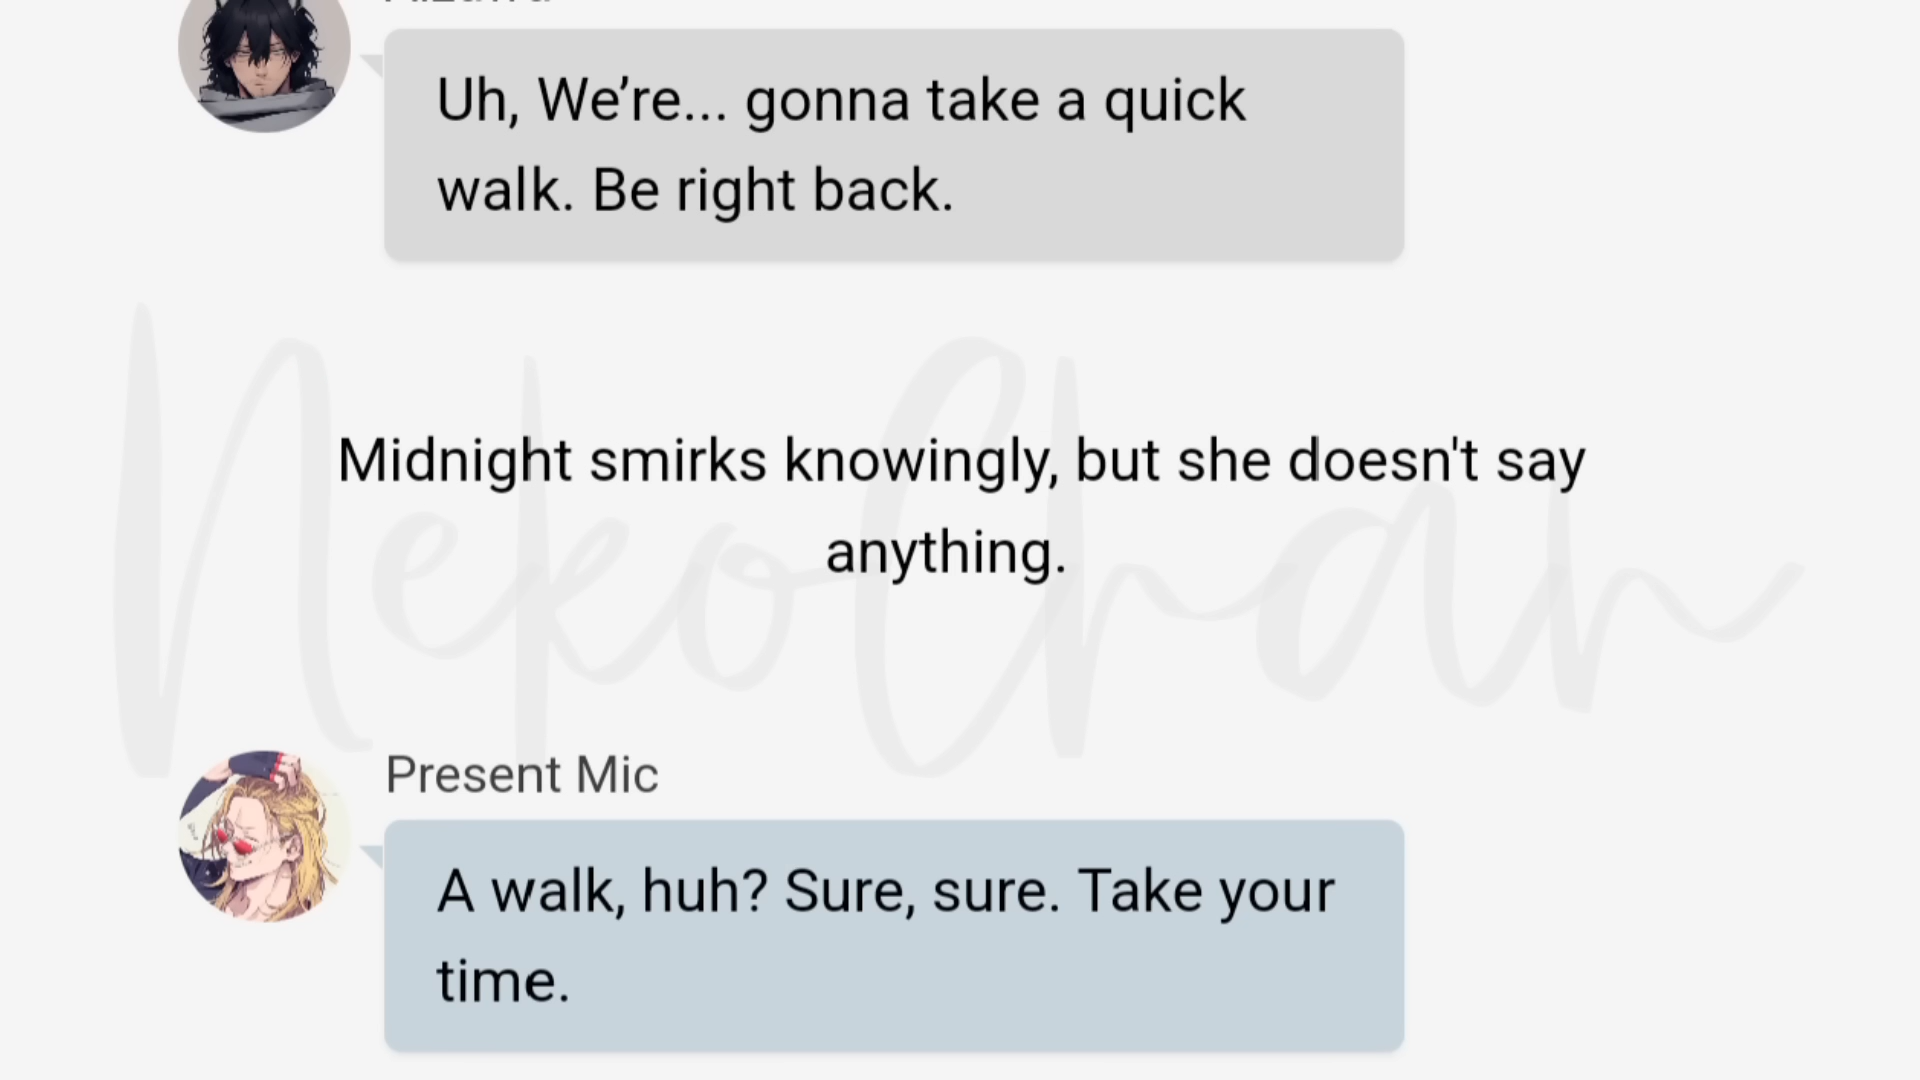 Uh, We’re... gonna take a quick
walk. Be right back.
Midnight smirks knowingly, but she doesn't say
anything.
NekoChan
Present Mic
A walk, huh? Sure, sure. Take your
time.